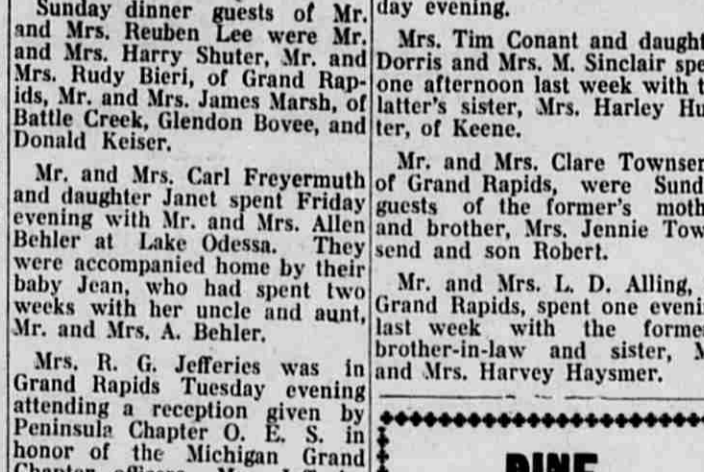 Sunday dinner guests of Mr.
and Mrs. Reuben Lee were Mr.
and Mrs. Harry Shuter, Mr. and
Mrs. Rudy Bieri, of Grand Rap-
ids, Mr. and Mrs. James Marsh, of
Battle Creek, Glendon Bovee, and
Donald Keiser.
Mr. and Mrs. Carl Freyermuth
and daughter Janet spent Friday
evening with Mr. and Mrs. Allen
Behler at Lake Odessa. They
were accompanied home by their
baby Jean, who had spent two
weeks with her uncle and aunt,
Mr. and Mrs. A. Behler.
Mrs. R. G. Jefferies was in
Grand Rapids Tuesday evening
attending a reception given by
Peninsula Chapter O. E. S. in
honor of the Michigan Grand
day evening.
Mrs. Tim Conant and daught
Dorris and Mrs. M. Sinclair spe
one afternoon last week with t
latter's sister, Mrs. Harley Hu
ter, of Keene.
Mr. and Mrs. Clare Townser
of Grand Rapids, were Sund
guests of the former's moth
and brother, Mrs. Jennie Tow
send and son Robert.
Mr. and Mrs. L. D. Alling,
Grand Rapids, spent one eveni
last week with the forme
brother-in-law and sister, M
and Mrs. Harvey Haysmer.
DINE